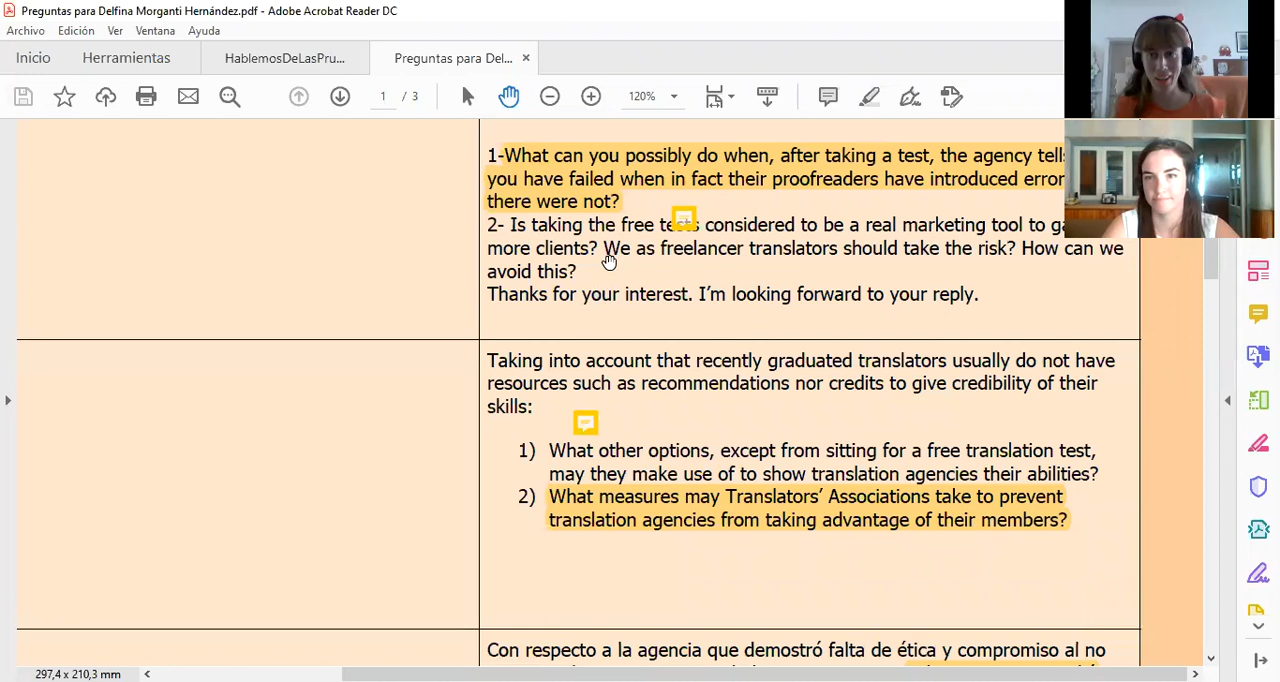 Preguntas para Delfina Morganti Hernández.pdf - Adobe Acrobat Reader DC
Archivo Edición Ver Ventana Ayuda
Inicio Herramientas HablemosDeLasPru... Preguntas para Del... ×
1 / 3 120%
1-What can you possibly do when, after taking a test, the agency tells
you have failed when in fact their proofreaders have introduced error
there were not?
2- Is taking the free tests considered to be a real marketing tool to
more clients? We as freelancer translators should take the risk? How can we
avoid this?
Thanks for your interest. I'm looking forward to your reply.
Taking into account that recently graduated translators usually do not have
resources such as recommendations nor credits to give credibility of their
skills:
1) What other options, except from sitting for a free translation test,
may they make use of to show translation agencies their abilities?
2) What measures may Translators' Associations take to prevent
translation agencies from taking advantage of their members?
Con respecto a la agencia que demostró falta de ética y compromiso al no
297,4 x 210,3 mm